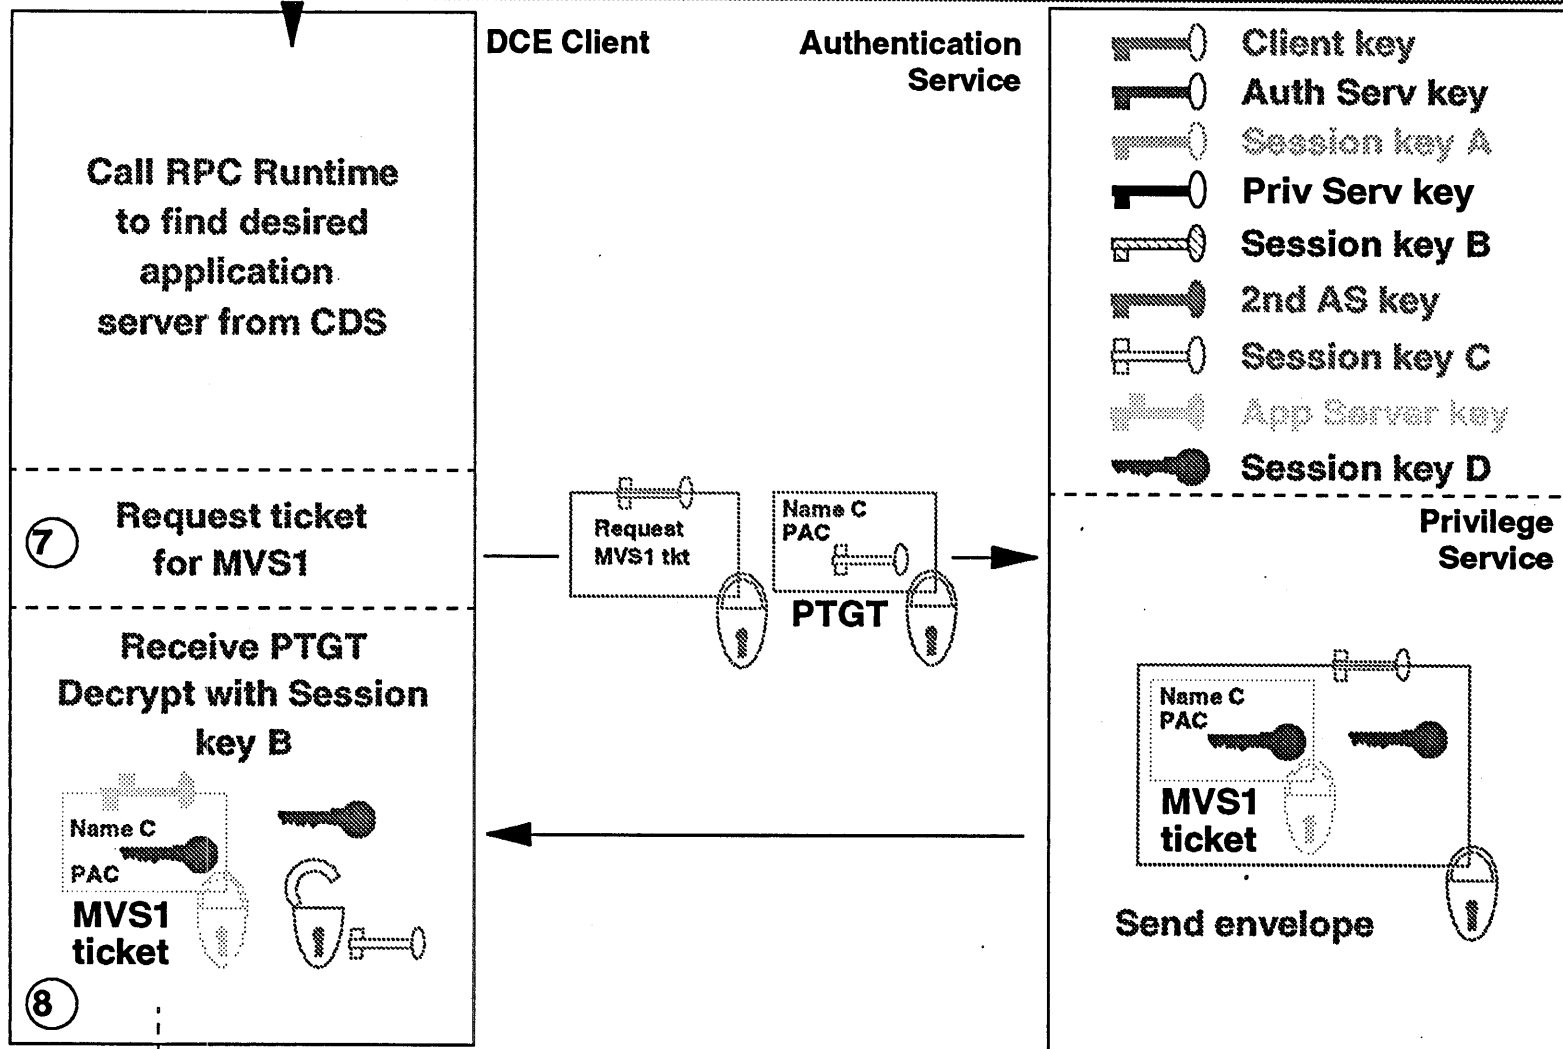 DCE Client
Authentication
Service
Call RPC Runtime
to find desired
application
server from CDS
Client key
Auth Serv key
Session key A
Priv Serv key
Session key B
2nd AS key
Session key C
App Server key
Session key D
7
Request ticket
for MVS1
Request
MVS1 tkt
Name C
PAC
PTGT
Privilege
Service
Receive PTGT
Decrypt with Session
key B
Name C
PAC
MVS1
ticket
8
Name C
PAC
MVS1
ticket
Send envelope